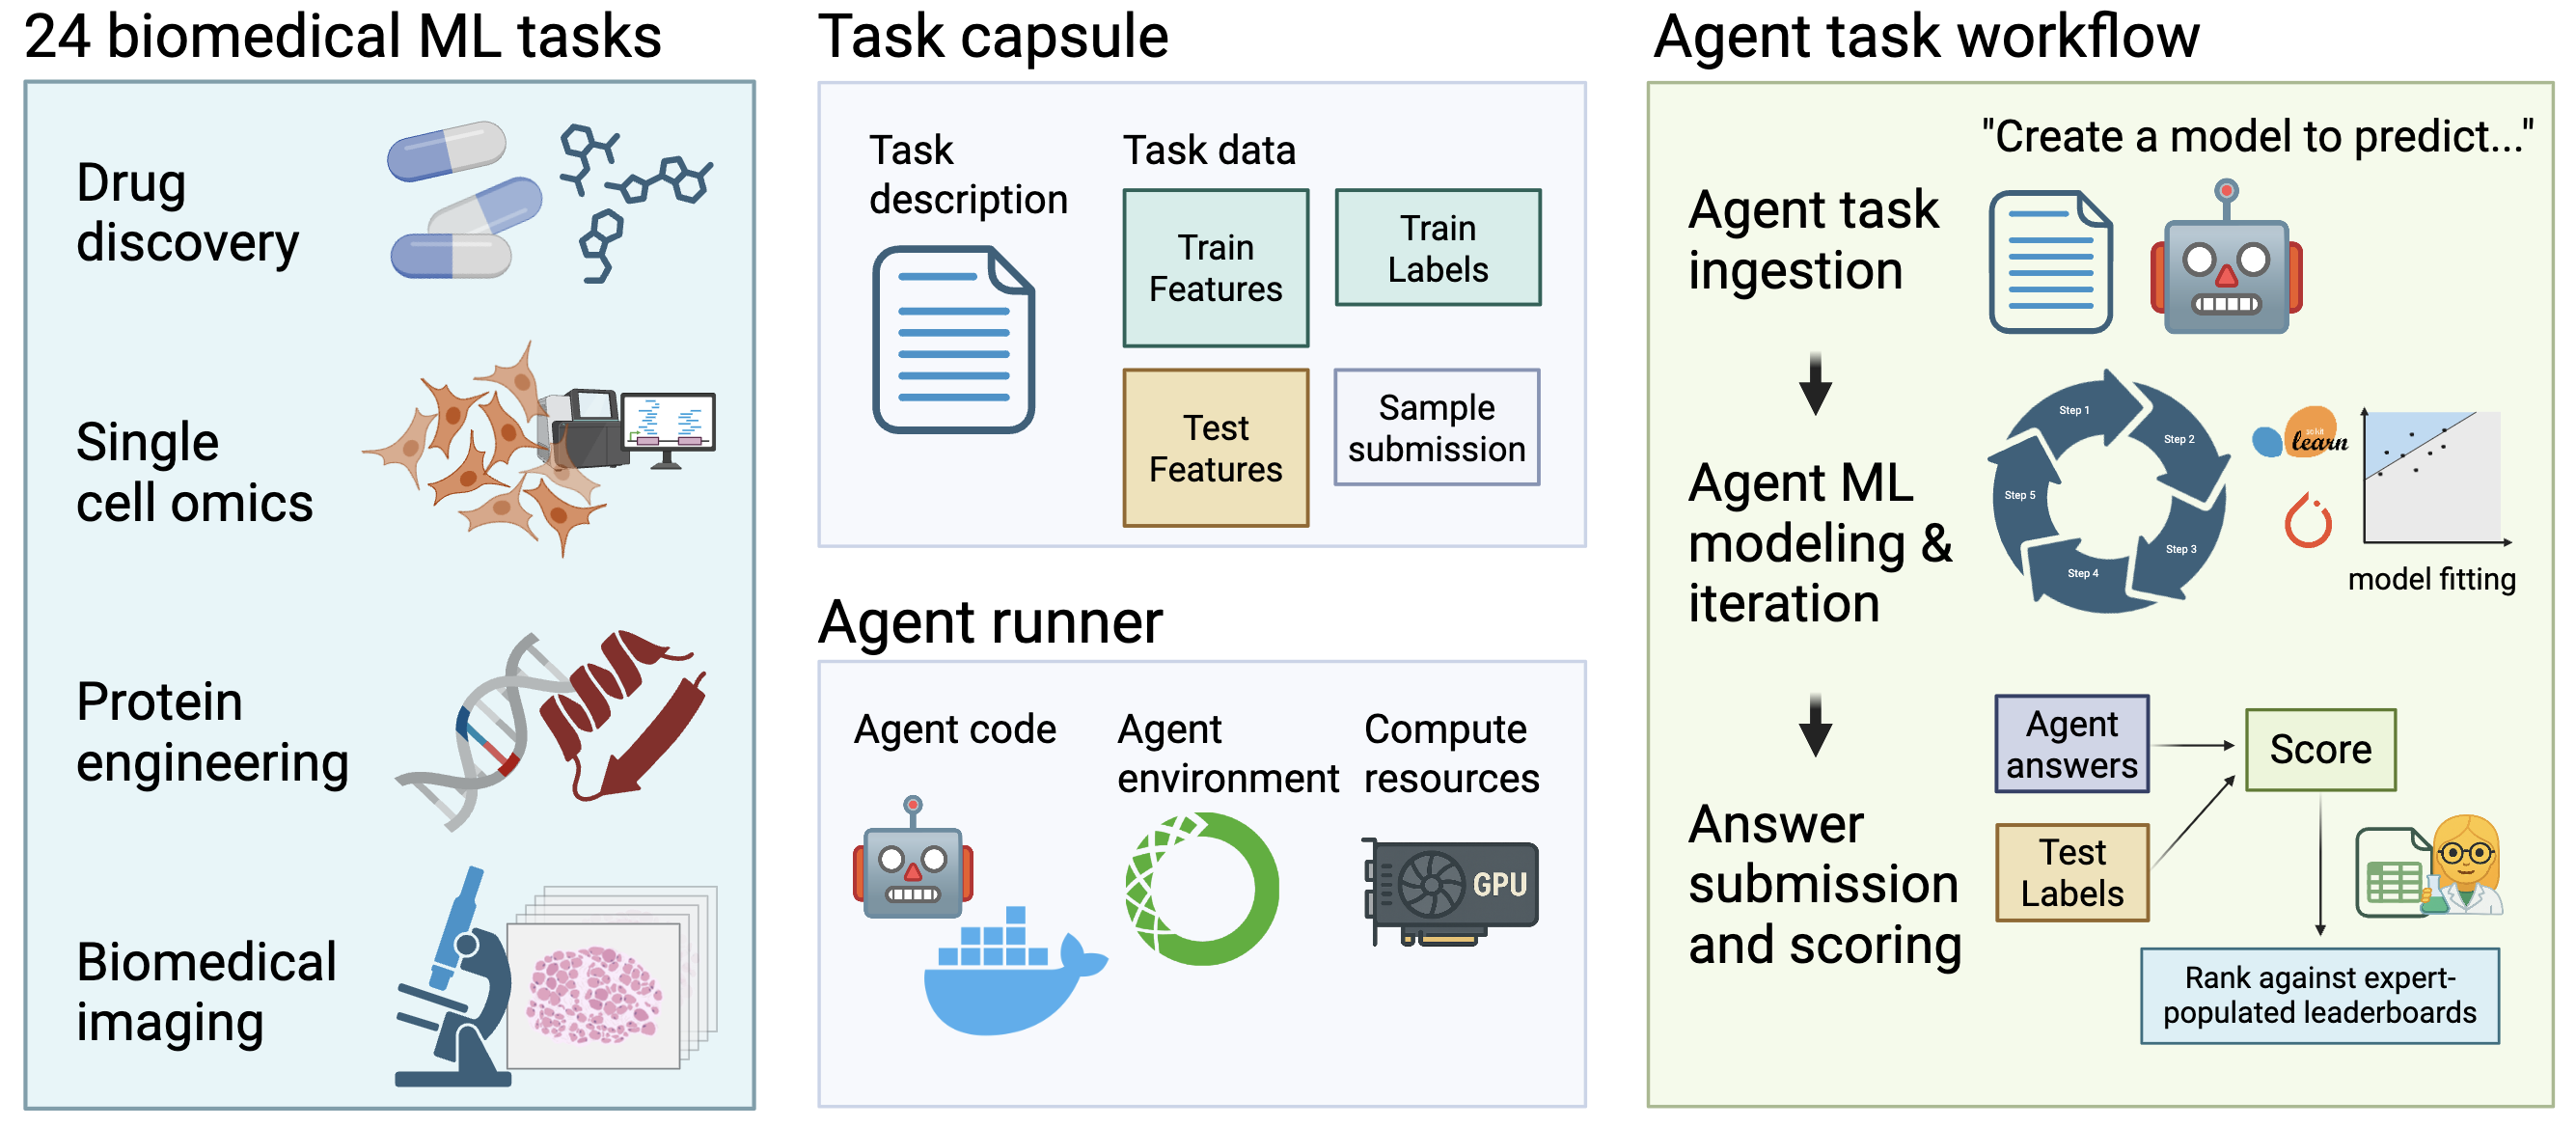 24 biomedical ML tasks
Drug
discovery
Single
cell omics
Protein
engineering
Biomedical
imaging
Task capsule
Task
description
Task data
Train
Features
Train
Labels
Test
Features
Sample
submission
Agent runner
Agent code
Agent
environment
Compute
resources
GPU
Agent task workflow
"Create a model to predict..."
Agent task
ingestion
Agent ML
modeling &
iteration
Step 1
Step 2
Step 3
Step 4
Step 5
scikit
learn
model fitting
Answer
submission
and scoring
Agent
answers
Test
Labels
Score
Rank against expert-
populated leaderboards